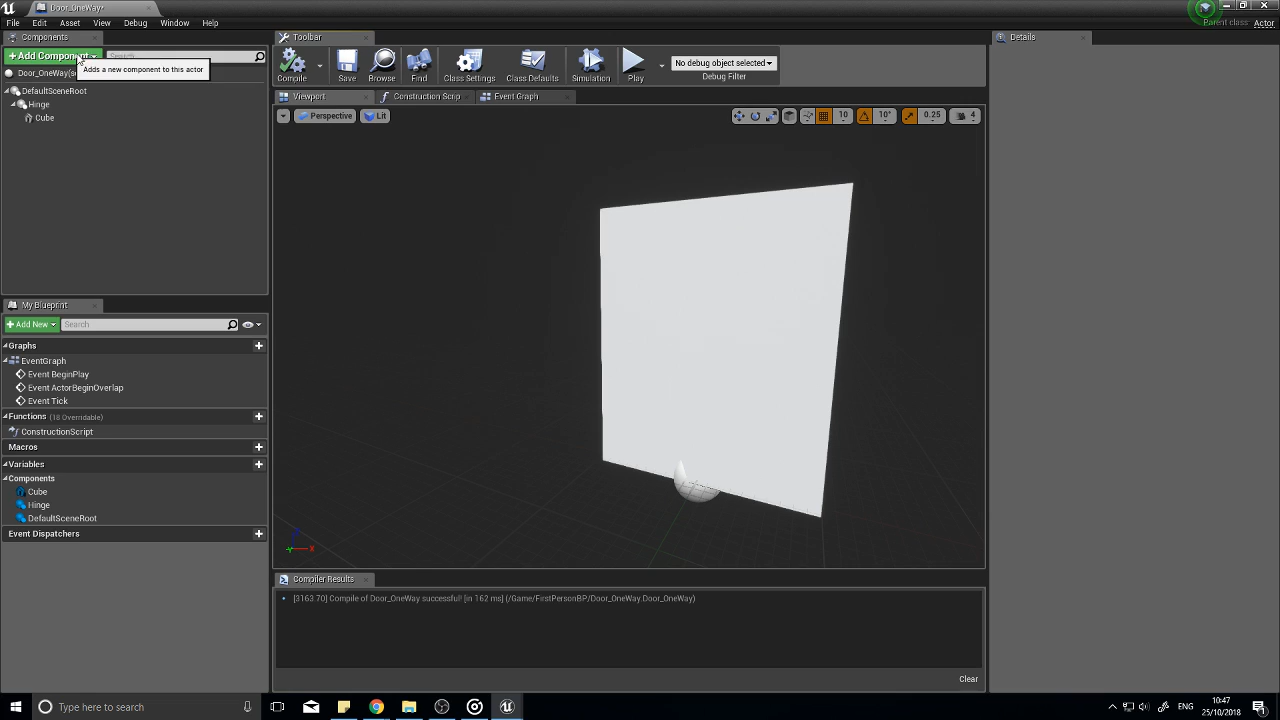 Door_OneWay*
File Edit Asset View Debug Window Help
Parent class: Actor
Components
+Add Component
Search
Adds a new component to this actor
Door_OneWay(s
DefaultSceneRoot
Hinge
Cube
My Blueprint
+Add New
Search
Graphs
EventGraph
Event BeginPlay
Event ActorBeginOverlap
Event Tick
Functions (18 Overridable)
ConstructionScript
Macros
Variables
Components
Cube
Hinge
DefaultSceneRoot
Event Dispatchers
Toolbar
Compile Save Browse Find Class Settings Class Defaults Simulation Play
No debug object selected
Debug Filter
Viewport Construction Scrip Event Graph
Perspective Lit
10 10° 0.25 4
X
Compiler Results
[3163.70] Compile of Door_OneWay successful! [in 162 ms] (/Game/FirstPersonBP/Door_OneWay.Door_OneWay)
Clear
Details
Type here to search
ENG
10:47
25/10/2018